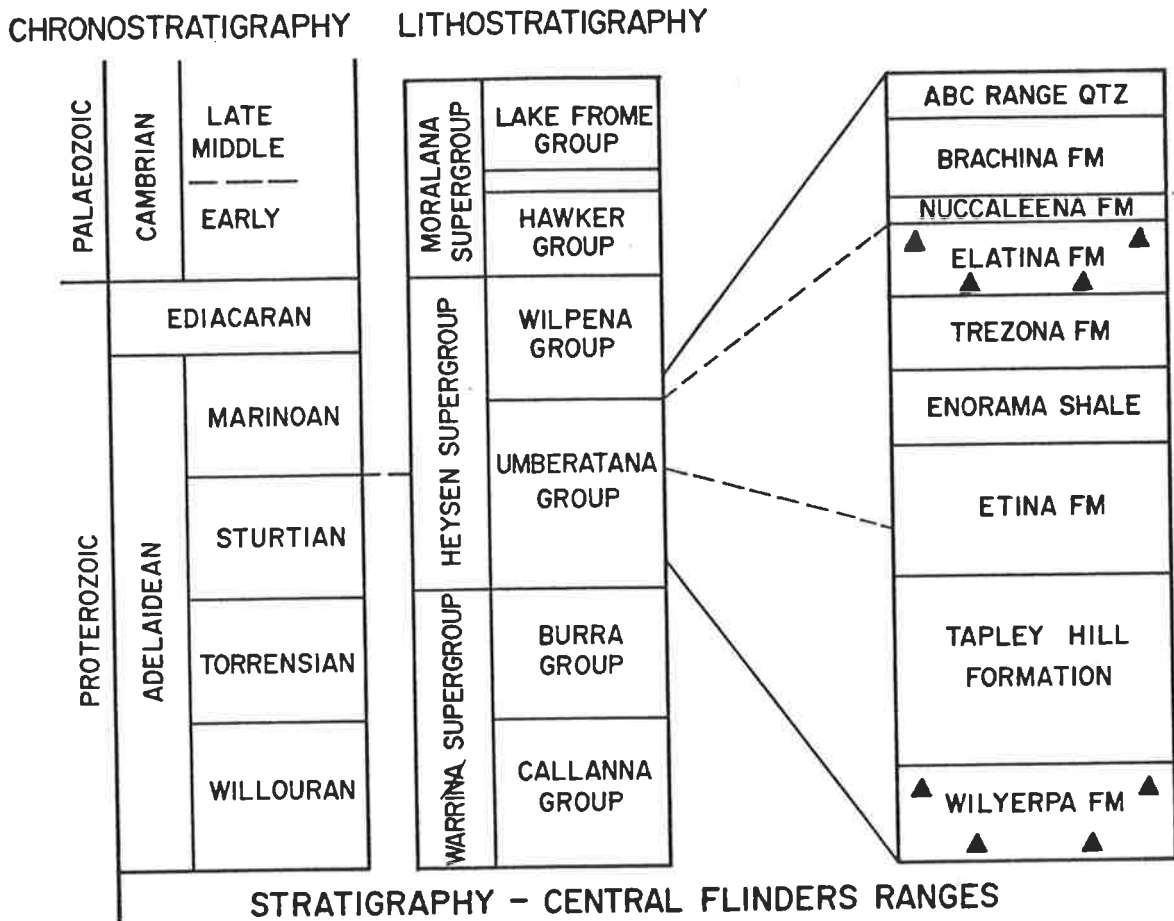 CHRONOSTRATIGRAPHY
LITHOSTRATIGRAPHY
PALAEOZOIC
CAMBRIAN
LATE
MIDDLE
EARLY
EDIACARAN
PROTEROZOIC
ADELAIDEAN
MARINOAN
STURTIAN
TORRENSIAN
WILLOURAN
MORALANA
SUPERGROUP
LAKE FROME
GROUP
HAWKER
GROUP
HEYSEN SUPERGROUP
WILPENA
GROUP
UMBERATANA
GROUP
WARRINA SUPERGROUP
BURRA
GROUP
CALLANNA
GROUP
ABC RANGE QTZ
BRACHINA FM
NUCCALEENA FM
ELATINA FM
TREZONA FM
ENORAMA SHALE
ETINA FM
TAPLEY HILL
FORMATION
WILYERPA FM
STRATIGRAPHY – CENTRAL FLINDERS RANGES